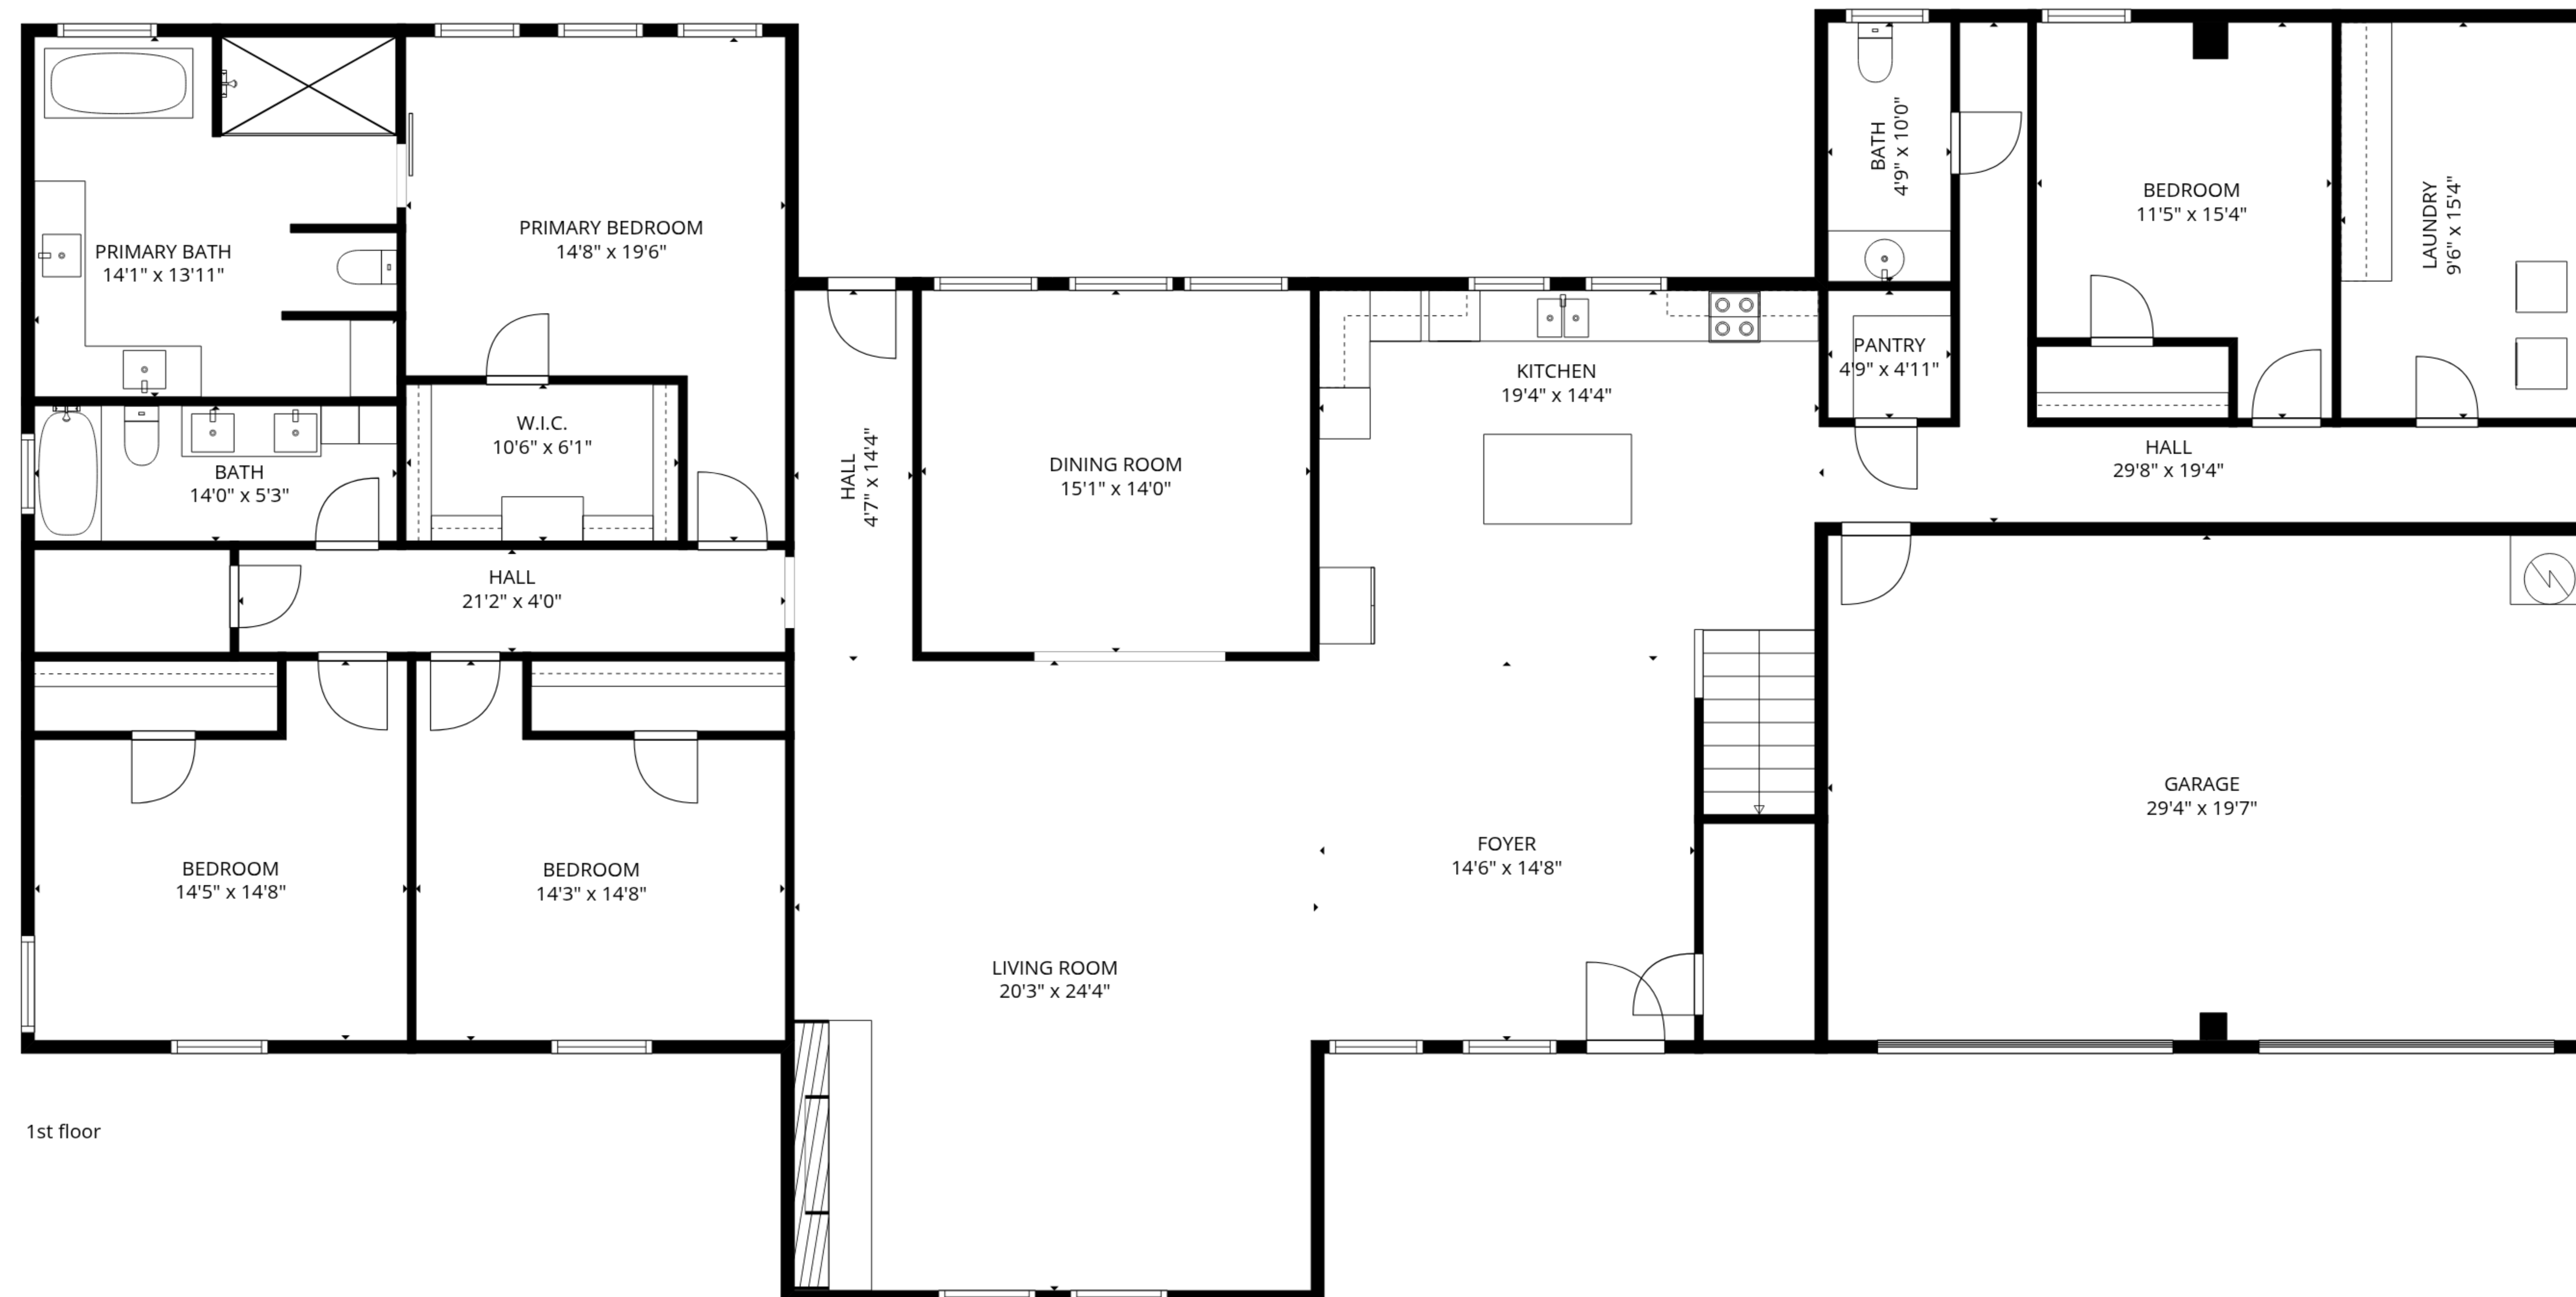 PRIMARY BATH
14'1" x 13'11"
PRIMARY BEDROOM
14'8" x 19'6"
BATH
4'9" x 10'0"
BEDROOM
11'5" x 15'4"
LAUNDRY
9'6" x 15'4"
W.I.C.
10'6" x 6'1"
BATH
14'0" x 5'3"
HALL
4'7" x 14'4"
DINING ROOM
15'1" x 14'0"
KITCHEN
19'4" x 14'4"
PANTRY
4'9" x 4'11"
HALL
29'8" x 19'4"
HALL
21'2" x 4'0"
BEDROOM
14'5" x 14'8"
BEDROOM
14'3" x 14'8"
LIVING ROOM
20'3" x 24'4"
FOYER
14'6" x 14'8"
GARAGE
29'4" x 19'7"
1st floor